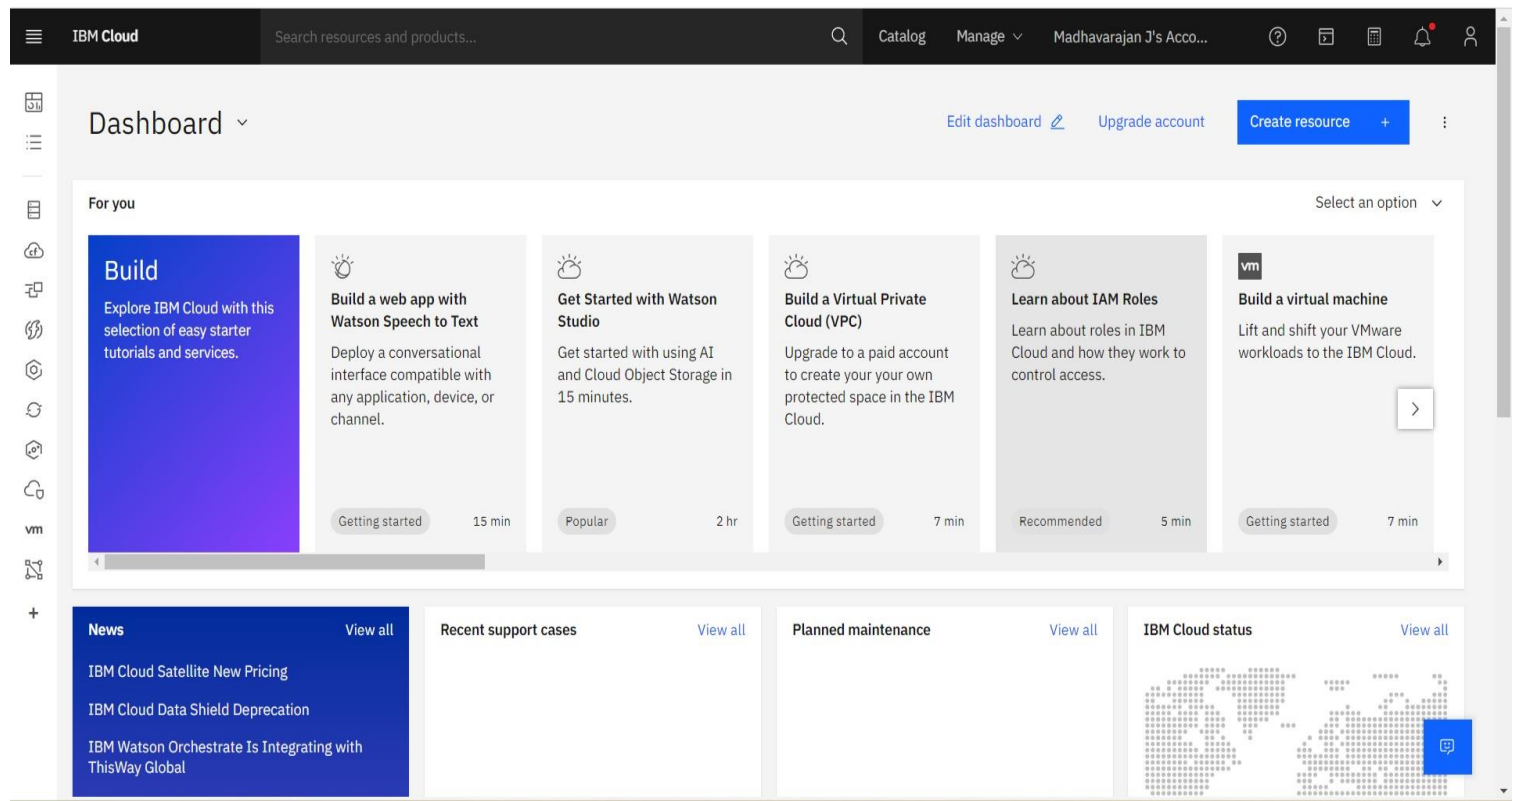 IBM Cloud
Search resources and products...
Catalog
Manage
Madhavarajan J's Acco...
Dashboard
Edit dashboard
Upgrade account
Create resource +
For you
Select an option
Build
Explore IBM Cloud with this
selection of easy starter
tutorials and services.
Build a web app with
Watson Speech to Text
Deploy a conversational
interface compatible with
any application, device, or
channel.
Getting started
15 min
Get Started with Watson
Studio
Get started with using AI
and Cloud Object Storage in
15 minutes.
Popular
2 hr
Build a Virtual Private
Cloud (VPC)
Upgrade to a paid account
to create your your own
protected space in the IBM
Cloud.
Getting started
7 min
Learn about IAM Roles
Learn about roles in IBM
Cloud and how they work to
control access.
Recommended
5 min
vm
Build a virtual machine
Lift and shift your VMware
workloads to the IBM Cloud.
Getting started
7 min
cf
vm
+
News
View all
IBM Cloud Satellite New Pricing
IBM Cloud Data Shield Deprecation
IBM Watson Orchestrate Is Integrating with
ThisWay Global
Recent support cases
View all
Planned maintenance
View all
IBM Cloud status
View all